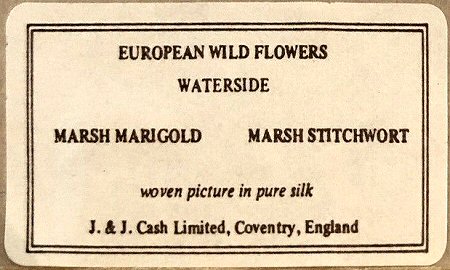 EUROPEAN WILD FLOWERS
WATERSIDE
MARSH MARIGOLD MARSH STITCHWORT
woven picture in pure silk
J. & J. Cash Limited, Coventry, England